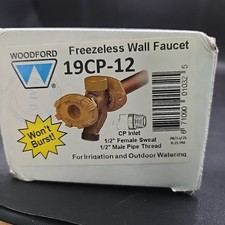 WOODFORD
Freezeless Wall Faucet
19CP-12
Won't
Burst!
CP Inlet
1/2" Female Sweat
1/2" Male Pipe Thread
For Irrigation and Outdoor Watering